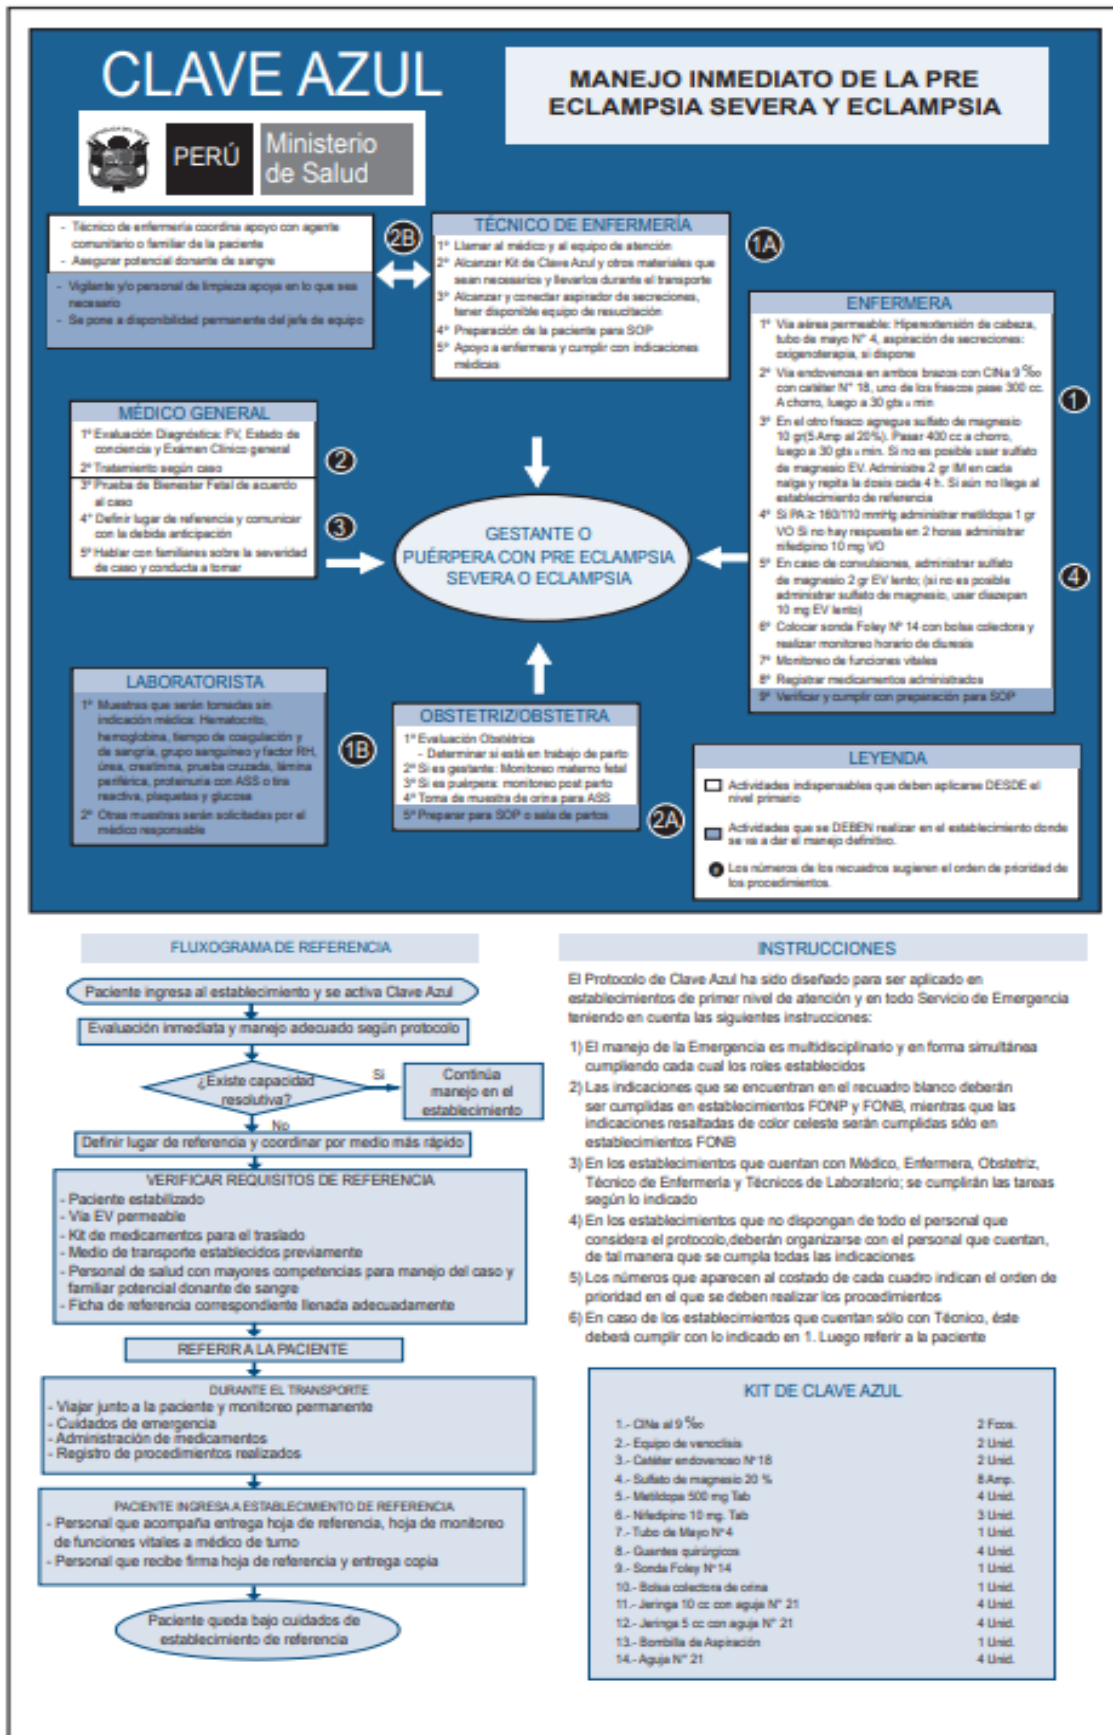 CLAVE AZUL
MANEJO INMEDIATO DE LA PRE
ECLAMPSIA SEVERA Y ECLAMPSIA
PERÚ
Ministerio
de Salud
- Técnico de enfermería coordina apoyo con agente
comunitario o familiar de la paciente
- Asegurar potencial donante de sangre
- Vigilante y/o personal de limpieza apoya en lo que sea
necesario
- Se pone a disponibilidad permanente del jefe de equipo
2B
TÉCNICO DE ENFERMERÍA
1º Llamar al médico y al equipo de atención
2º Alcanzar Kit de Clave Azul y otros materiales que
sean necesarios y llevarlos durante el transporte
3º Alcanzar y conectar aspirador de secreciones,
tener disponible equipo de resucitación
4º Preparación de la paciente para SOP
5º Apoyo a enfermera y cumplir con indicaciones
médicas
1A
ENFERMERA
1º Vía aérea permeable: Hiperextensión de cabeza,
tubo de mayo N° 4, aspiración de secreciones:
oxigenoterapia, si dispone
2º Vía endovenosa en ambos brazos con ClNa 9 ‰
con catéter N° 18, uno de los frascos pase 300 cc.
A chorro, luego a 30 gts x min
3º En el otro frasco agregue sulfato de magnesio
10 gr(5 Amp al 20%). Pasar 400 cc a chorro,
luego a 30 gts x min. Si no es posible usar sulfato
de magnesio EV. Administre 2 gr IM en cada
nalga y repita la dosis cada 4 h. Si aún no llega al
establecimiento de referencia
4º Si PA ≥ 160/110 mmHg administrar metildopa 1 gr
VO Si no hay respuesta en 2 horas administrar
nifedipino 10 mg VO
5º En caso de convulsiones, administrar sulfato
de magnesio 2 gr EV lento; (si no es posible
administrar sulfato de magnesio, usar diazepan
10 mg EV lento)
6º Colocar sonda Foley Nº 14 con bolsa colectora y
realizar monitoreo horario de diuresis
7º Monitoreo de funciones vitales
8º Registrar medicamentos administrados
9º Verificar y cumplir con preparación para SOP
1
4
MÉDICO GENERAL
1º Evaluación Diagnóstica: FV, Estado de
conciencia y Exámen Clínico general
2º Tratamiento según caso
3º Prueba de Bienestar Fetal de acuerdo
al caso
4º Definir lugar de referencia y comunicar
con la debida anticipación
5º Hablar con familiares sobre la severidad
de caso y conducta a tomar
2
3
GESTANTE O
PUÉRPERA CON PRE ECLAMPSIA
SEVERA O ECLAMPSIA
LABORATORISTA
1º Muestras que serán tomadas sin
indicación médica: Hematocrito,
hemoglobina, tiempo de coagulación y
de sangría, grupo sanguíneo y factor RH,
úrea, creatinina, prueba cruzada, lámina
periférica, proteinuria con ASS o tira
reactiva, plaquetas y glucosa
2º Otras muestras serán solicitadas por el
médico responsable
1B
OBSTETRIZ/OBSTETRA
1º Evaluación Obstétrica
- Determinar si está en trabajo de parto
2º Si es gestante: Monitoreo materno fetal
3º Si es puérpera: monitoreo post parto
4º Toma de muestra de orina para ASS
5º Preparar para SOP o sala de partos
2A
LEYENDA
Actividades indispensables que deben aplicarse DESDE el
nivel primario
Actividades que se DEBEN realizar en el establecimiento donde
se va a dar el manejo definitivo.
# Los números de los recuadros sugieren el orden de prioridad de
los procedimientos.
FLUXOGRAMA DE REFERENCIA
Paciente ingresa al establecimiento y se activa Clave Azul
Evaluación inmediata y manejo adecuado según protocolo
¿Existe capacidad
resolutiva?
Si
Continúa
manejo en el
establecimiento
No
Definir lugar de referencia y coordinar por medio más rápido
VERIFICAR REQUISITOS DE REFERENCIA
- Paciente estabilizado
- Vía EV permeable
- Kit de medicamentos para el traslado
- Medio de transporte establecidos previamente
- Personal de salud con mayores competencias para manejo del caso y
familiar potencial donante de sangre
- Ficha de referencia correspondiente llenada adecuadamente
REFERIR A LA PACIENTE
DURANTE EL TRANSPORTE
- Viajar junto a la paciente y monitoreo permanente
- Cuidados de emergencia
- Administración de medicamentos
- Registro de procedimientos realizados
PACIENTE INGRESA A ESTABLECIMIENTO DE REFERENCIA
- Personal que acompaña entrega hoja de referencia, hoja de monitoreo
de funciones vitales a médico de turno
- Personal que recibe firma hoja de referencia y entrega copia
Paciente queda bajo cuidados de
establecimiento de referencia
INSTRUCCIONES
El Protocolo de Clave Azul ha sido diseñado para ser aplicado en
establecimientos de primer nivel de atención y en todo Servicio de Emergencia
teniendo en cuenta las siguientes instrucciones:
1) El manejo de la Emergencia es multidisciplinario y en forma simultánea
cumpliendo cada cual los roles establecidos
2) Las indicaciones que se encuentran en el recuadro blanco deberán
ser cumplidas en establecimientos FONP y FONB, mientras que las
indicaciones resaltadas de color celeste serán cumplidas sólo en
establecimientos FONB
3) En los establecimientos que cuentan con Médico, Enfermera, Obstetriz,
Técnico de Enfermería y Técnicos de Laboratorio; se cumplirán las tareas
según lo indicado
4) En los establecimientos que no dispongan de todo el personal que
considera el protocolo,deberán organizarse con el personal que cuentan,
de tal manera que se cumpla todas las indicaciones
5) Los números que aparecen al costado de cada cuadro indican el orden de
prioridad en el que se deben realizar los procedimientos
6) En caso de los establecimientos que cuentan sólo con Técnico, éste
deberá cumplir con lo indicado en 1. Luego referir a la paciente
KIT DE CLAVE AZUL
1.- ClNa al 9 ‰ 2 Fcos.
2.- Equipo de venoclisis 2 Unid.
3.- Catéter endovenoso N°18 2 Unid.
4.- Sulfato de magnesio 20 % 8 Amp.
5.- Metildopa 500 mg Tab 4 Unid.
6.- Nifedipino 10 mg. Tab 3 Unid.
7.- Tubo de Mayo N°4 1 Unid.
8.- Guantes quirúrgicos 4 Unid.
9.- Sonda Foley N°14 1 Unid.
10.- Bolsa colectora de orina 1 Unid.
11.- Jeringa 10 cc con aguja N° 21 4 Unid.
12.- Jeringa 5 cc con aguja N° 21 4 Unid.
13.- Bombilla de Aspiración 1 Unid.
14.- Aguja N° 21 4 Unid.